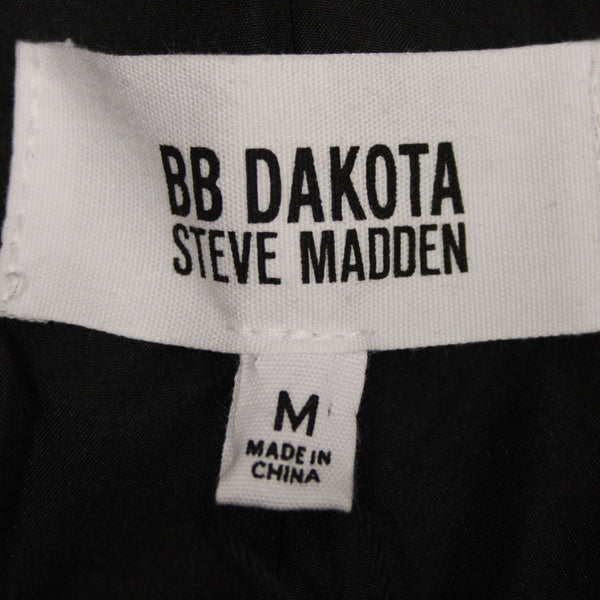 BB DAKOTA
STEVE MADDEN
M
MADE IN
CHINA